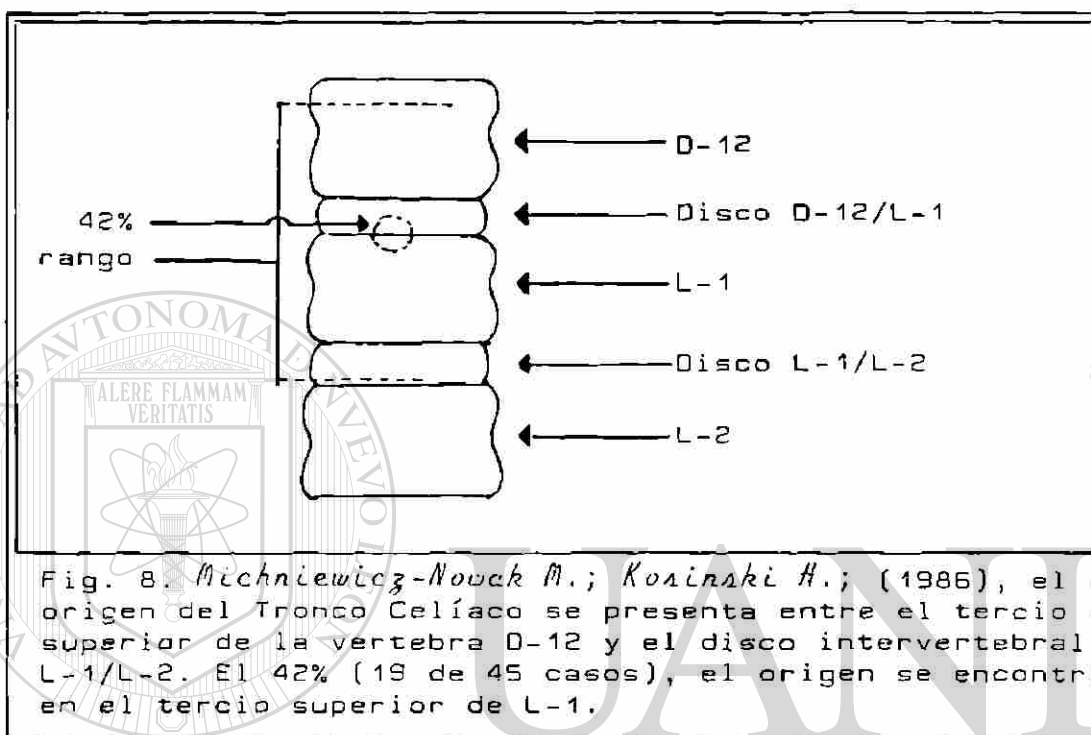 D-12
Disco D-12/L-1
42%
rango
L-1
Disco L-1/L-2
L-2
ALERE FLAMMAM
VERITATIS
UANL
Fig. 8. Michniewicz-Nowak M.; Kosinski H.; (1986), el
origen del Tronco Celíaco se presenta entre el tercio
superior de la vertebra D-12 y el disco intervertebral
L-1/L-2. El 42% (19 de 45 casos), el origen se encontr
en el tercio superior de L-1.